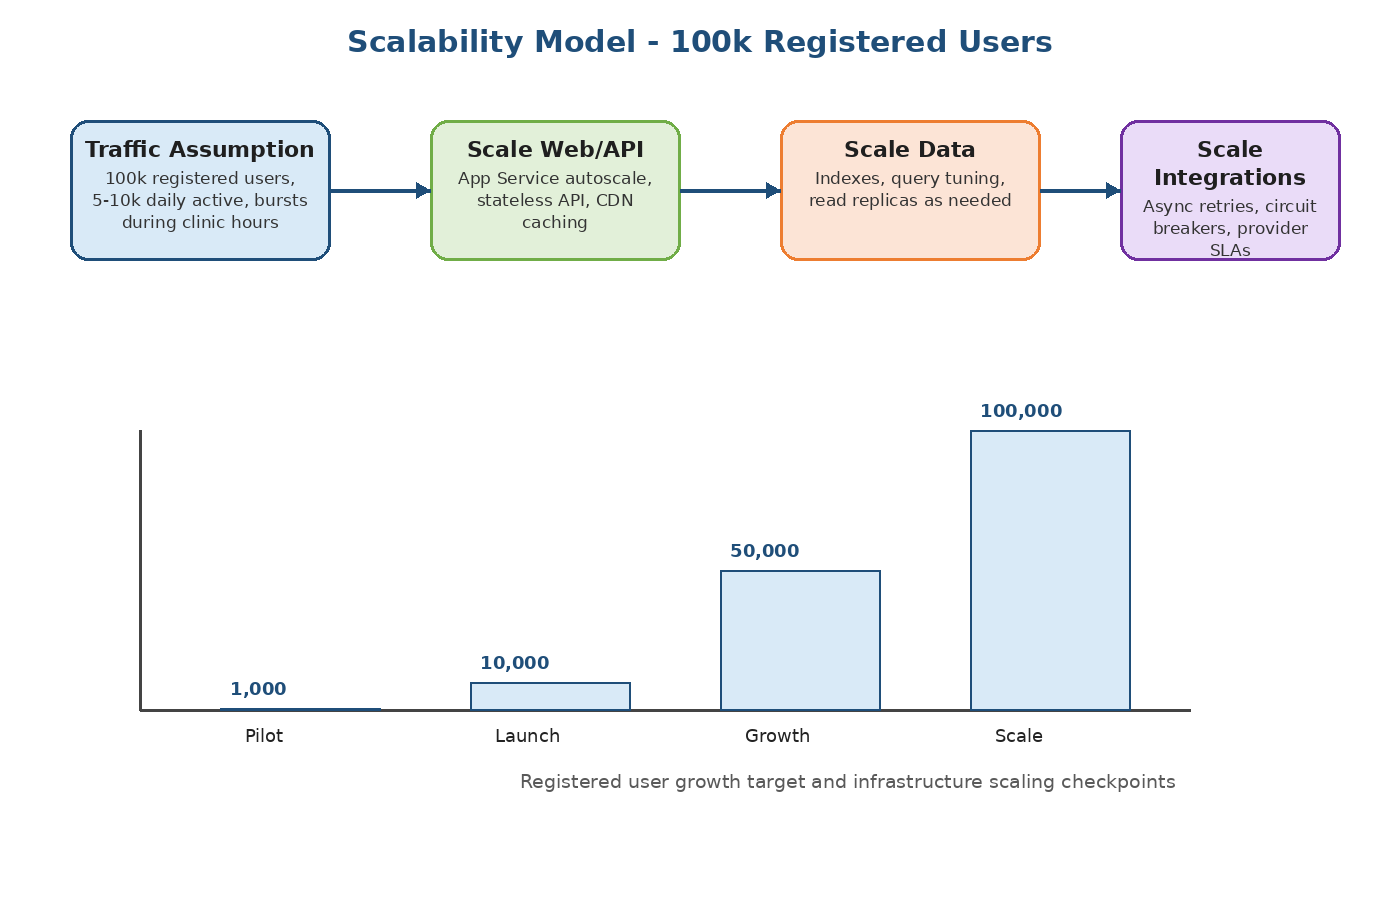 Scalability Model - 100k Registered Users
Traffic Assumption
100k registered users,
5-10k daily active, bursts
during clinic hours
Scale Web/API
App Service autoscale,
stateless API, CDN
caching
Scale Data
Indexes, query tuning,
read replicas as needed
Scale
Integrations
Async retries, circuit
breakers, provider
SLAs
1,000
10,000
50,000
100,000
Pilot
Launch
Growth
Scale
Registered user growth target and infrastructure scaling checkpoints